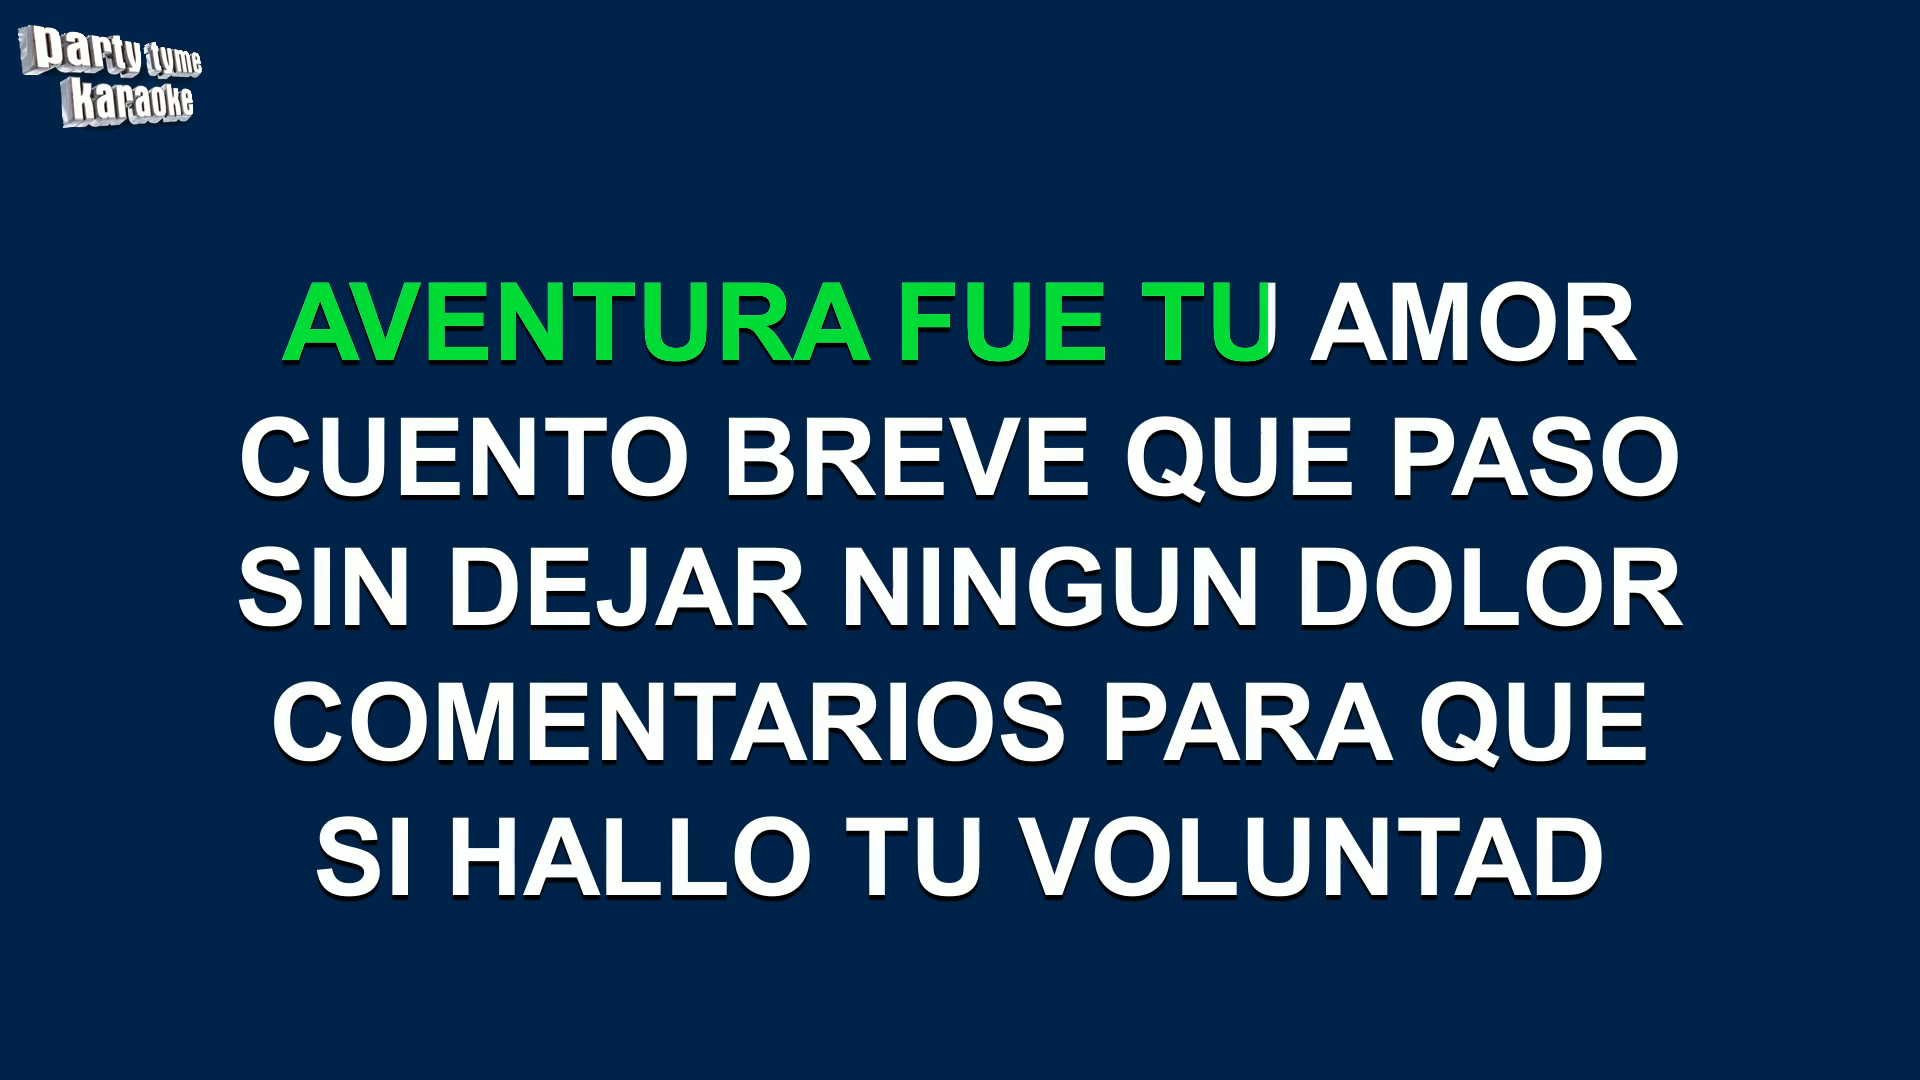 party tyme
karaoke
AVENTURA FUE TU AMOR
CUENTO BREVE QUE PASO
SIN DEJAR NINGUN DOLOR
COMENTARIOS PARA QUE
SI HALLO TU VOLUNTAD